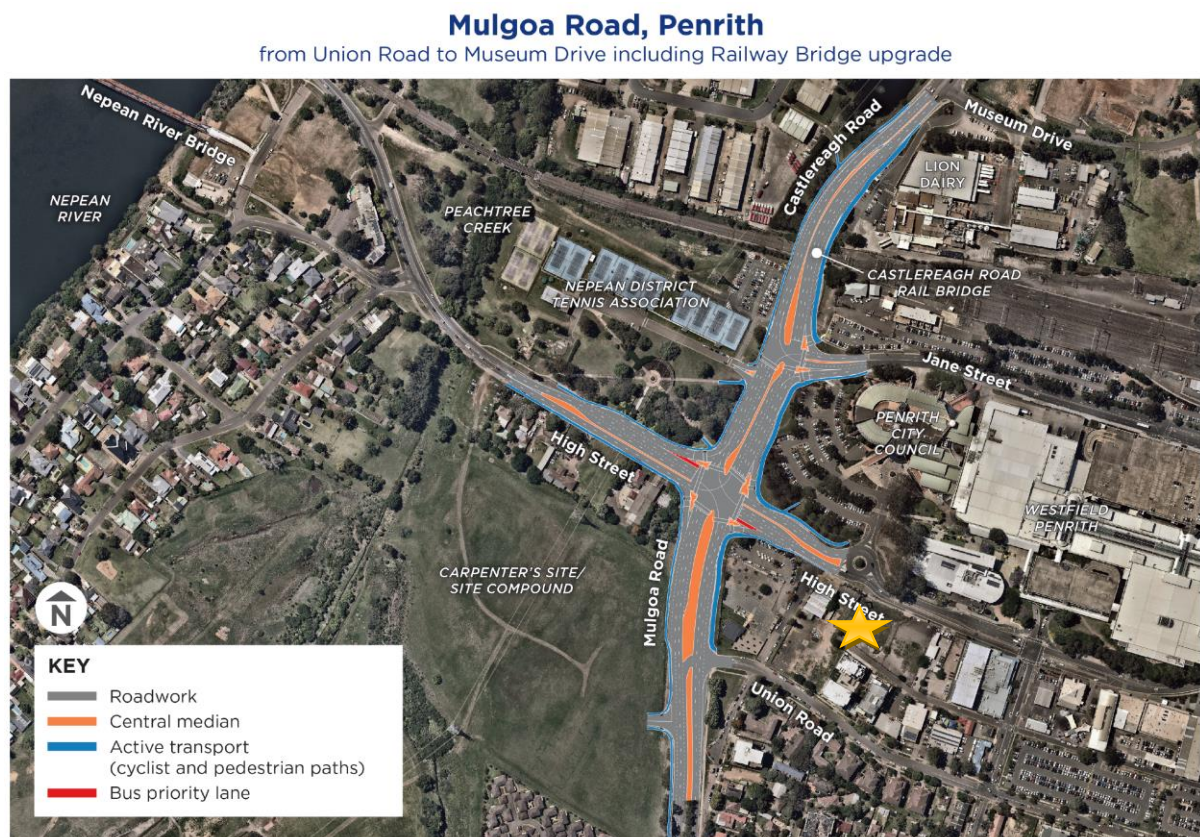 Mulgoa Road, Penrith
from Union Road to Museum Drive including Railway Bridge upgrade
Nepean River Bridge
Castlereagh Road
Museum Drive
LION
DAIRY
NEPEAN
RIVER
PEACHTREE
CREEK
NEPEAN DISTRICT
TENNIS ASSOCIATION
CASTLEREAGH ROAD
RAIL BRIDGE
Jane Street
PENRITH
CITY
COUNCIL
High Street
WESTFIELD
PENRITH
CARPENTER'S SITE/
SITE COMPOUND
Mulgoa Road
High Street
N
Union Road
KEY
Roadwork
Central median
Active transport
(cyclist and pedestrian paths)
Bus priority lane